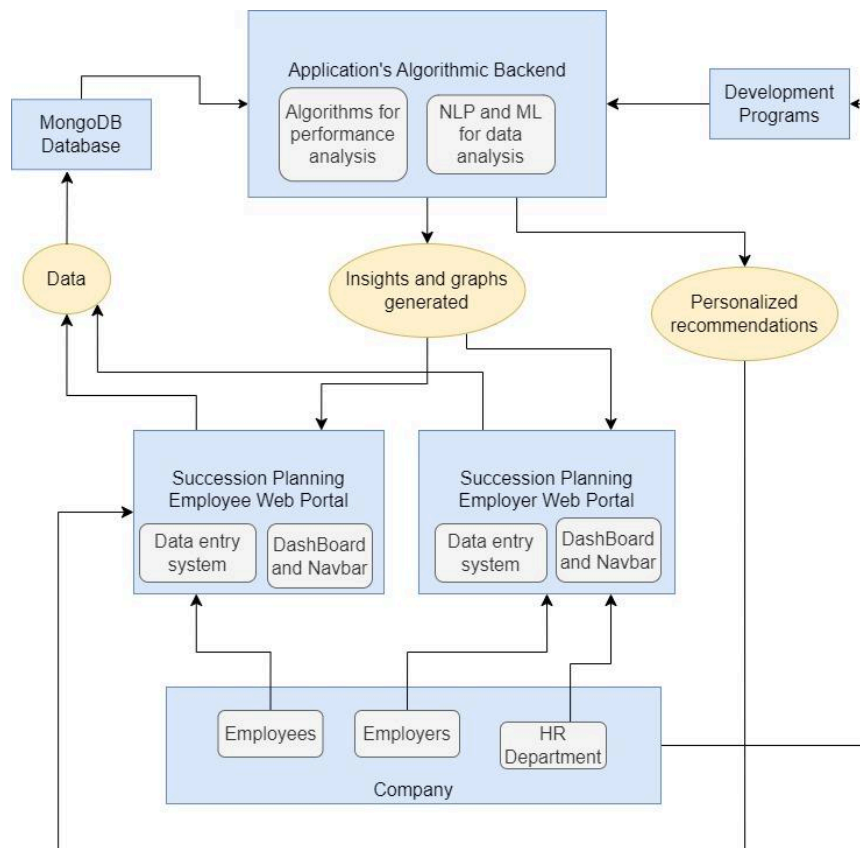 Application's Algorithmic Backend
Algorithms for
performance
analysis
NLP and ML
for data
analysis
Development
Programs
MongoDB
Database
Data
Insights and graphs
generated
Personalized
recommendations
Succession Planning
Employee Web Portal
Data entry
system
DashBoard
and Navbar
Succession Planning
Employer Web Portal
Data entry
system
DashBoard
and Navbar
Employees
Employers
HR
Department
Company